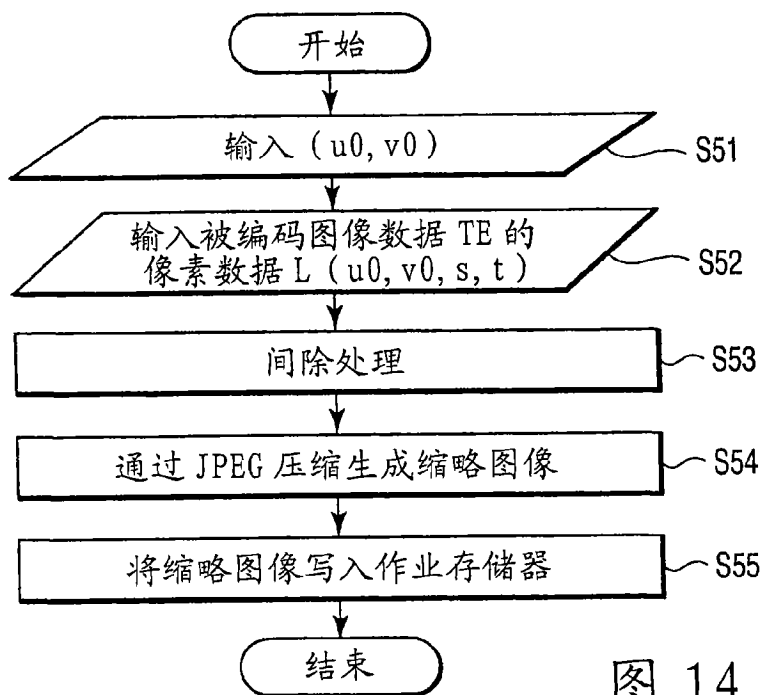 开始
输入(u0,v0)
S51
输入被编码图像数据 TE 的
像素数据 L(u0,v0,s,t)
S52
间除处理
S53
通过 JPEG 压缩生成缩略图像
S54
将缩略图像写入作业存储器
S55
结束
图 14